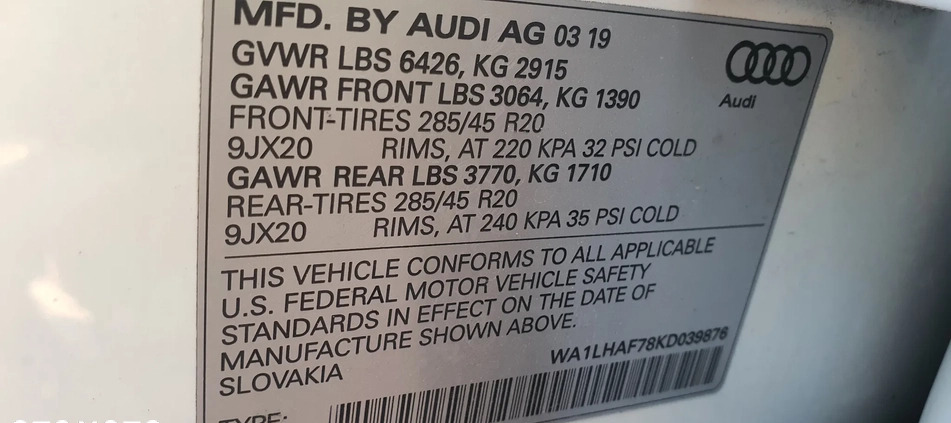 MFD. BY AUDI AG 03 19
GVWR LBS 6426, KG 2915
GAWR FRONT LBS 3064, KG 1390
FRONT-TIRES 285/45 R20
9JX20 RIMS, AT 220 KPA 32 PSI COLD
GAWR REAR LBS 3770, KG 1710
REAR-TIRES 285/45 R20
9JX20 RIMS, AT 240 KPA 35 PSI COLD
Audi
THIS VEHICLE CONFORMS TO ALL APPLICABLE
U.S. FEDERAL MOTOR VEHICLE SAFETY
STANDARDS IN EFFECT ON THE DATE OF
MANUFACTURE SHOWN ABOVE.
SLOVAKIA
WA1LHAF78KD039876
TYPE: